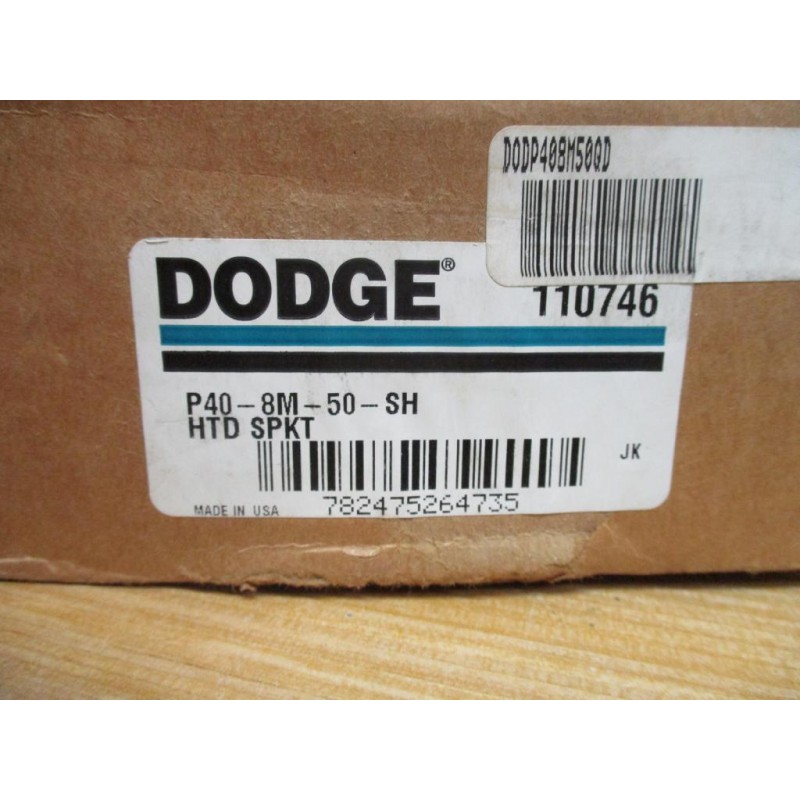 DODP408M50QD
DODGE®
110746
P40-8M-50-SH
HTD SPKT
JK
MADE IN USA
782475264735